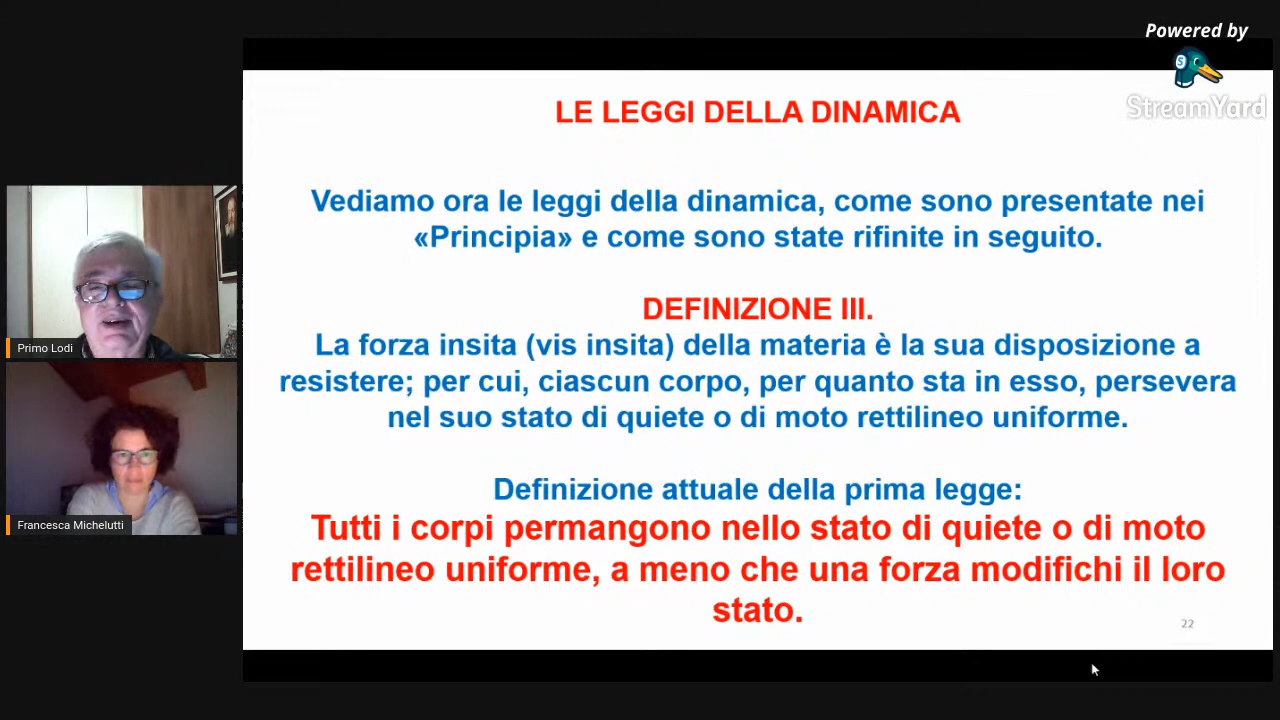 Powered by
StreamYard
LE LEGGI DELLA DINAMICA
Vediamo ora le leggi della dinamica, come sono presentate nei
«Principia» e come sono state rifinite in seguito.
DEFINIZIONE III.
La forza insita (vis insita) della materia è la sua disposizione a
resistere; per cui, ciascun corpo, per quanto sta in esso, persevera
nel suo stato di quiete o di moto rettilineo uniforme.
Definizione attuale della prima legge:
Tutti i corpi permangono nello stato di quiete o di moto
rettilineo uniforme, a meno che una forza modifichi il loro
stato.
22
Primo Lodi
Francesca Michelutti